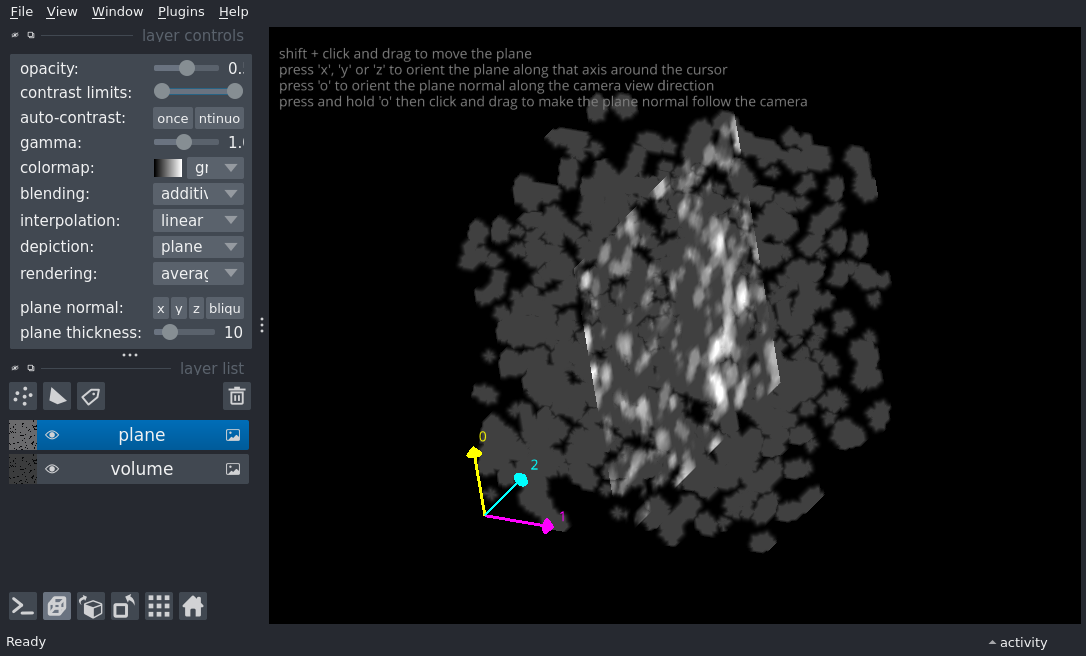 File View Window Plugins Help
layer controls
opacity: 0.
contrast limits:
auto-contrast: once ntinuo
gamma: 1.
colormap: gr
blending: additiv
interpolation: linear
depiction: plane
rendering: averag
plane normal: x y z bliqu
plane thickness: 10
layer list
plane
volume
Ready
shift + click and drag to move the plane
press 'x', 'y' or 'z' to orient the plane along that axis around the cursor
press 'o' to orient the plane normal along the camera view direction
press and hold 'o' then click and drag to make the plane normal follow the camera
0
2
1
activity